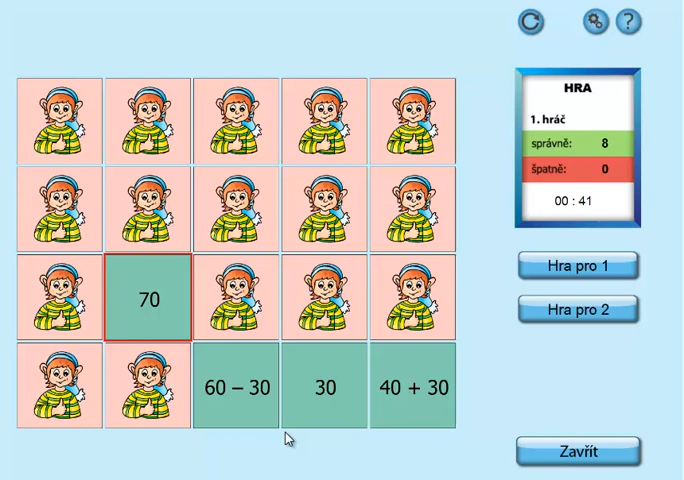 HRA
1. hráč
správně: 8
špatně: 0
00 : 41
Hra pro 1
70
Hra pro 2
60 – 30
30
40 + 30
Zavřít
?